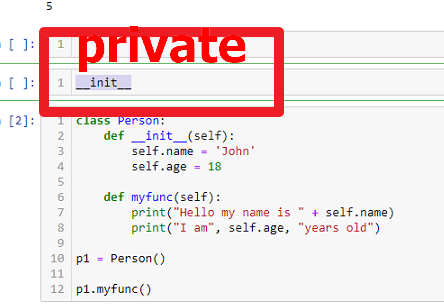 5
[ ]: 1 private
[ ]: 1 __init__
[2]: 1 class Person:
2 def __init__(self):
3 self.name = 'John'
4 self.age = 18
5
6 def myfunc(self):
7 print("Hello my name is " + self.name)
8 print("I am", self.age, "years old")
9
10 p1 = Person()
11
12 p1.myfunc()